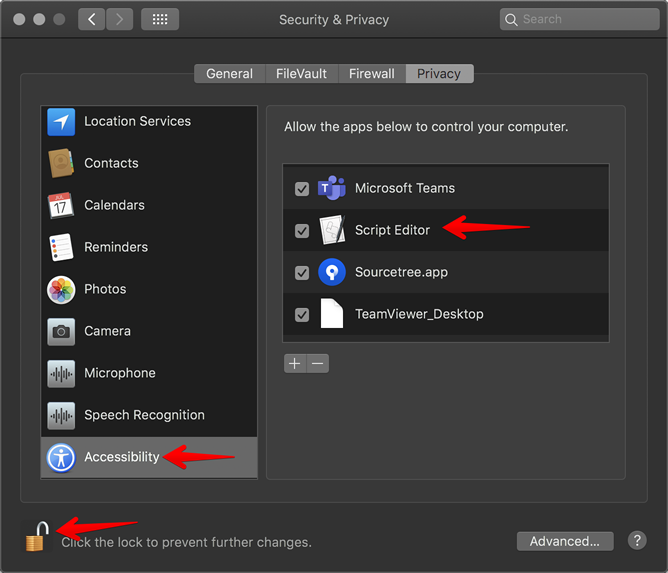 Security & Privacy
Search
General
FileVault
Firewall
Privacy
Location Services
Contacts
JUL
17
Calendars
Reminders
Photos
Camera
Microphone
Speech Recognition
Accessibility
Allow the apps below to control your computer.
T
Microsoft Teams
Script Editor
Sourcetree.app
TeamViewer_Desktop
Click the lock to prevent further changes.
Advanced...
?